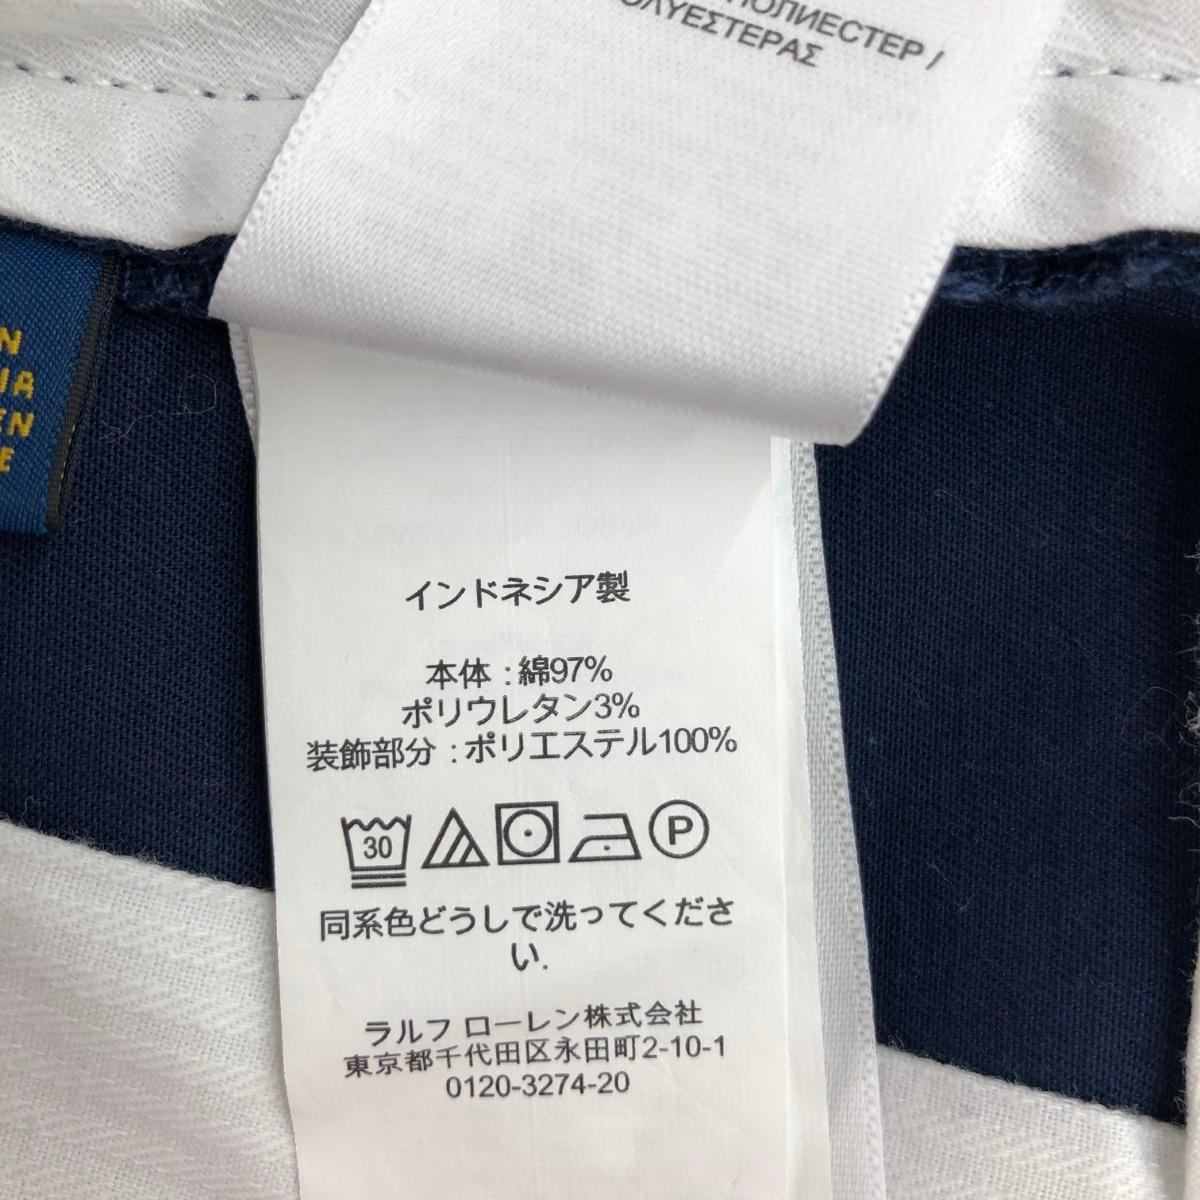 ПОЛИЕСТЕР /
ΠΟΛΥΕΣΤΕΡΑΣ
N
IA
EN
E
インドネシア製
本体 : 綿97%
ポリウレタン3%
装飾部分 : ポリエステル100%
30
P
同系色どうしで洗ってくださ
い.
ラルフ ローレン株式会社
東京都千代田区永田町2-10-1
0120-3274-20